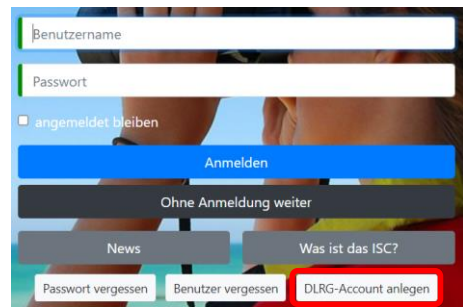 Benutzername
Passwort
angemeldet bleiben
Anmelden
Ohne Anmeldung weiter
News Was ist das ISC?
Passwort vergessen Benutzer vergessen DLRG-Account anlegen